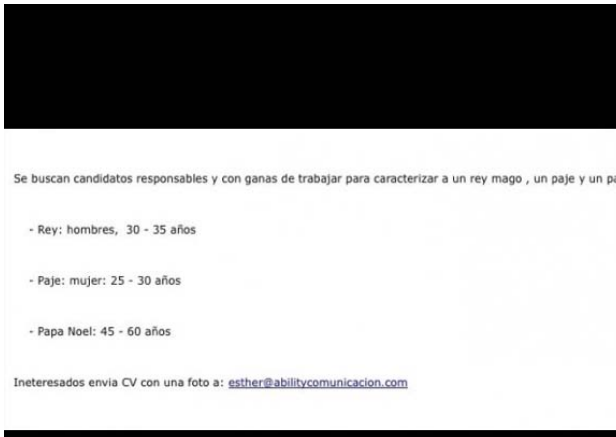 Se buscan candidatos responsables y con ganas de trabajar para caracterizar a un rey mago , un paje y un
- Rey: hombres, 30 - 35 años
- Paje: mujer: 25 - 30 años
- Papa Noel: 45 - 60 años
Ineteresados envia CV con una foto a: esther@abilitycomunicacion.com